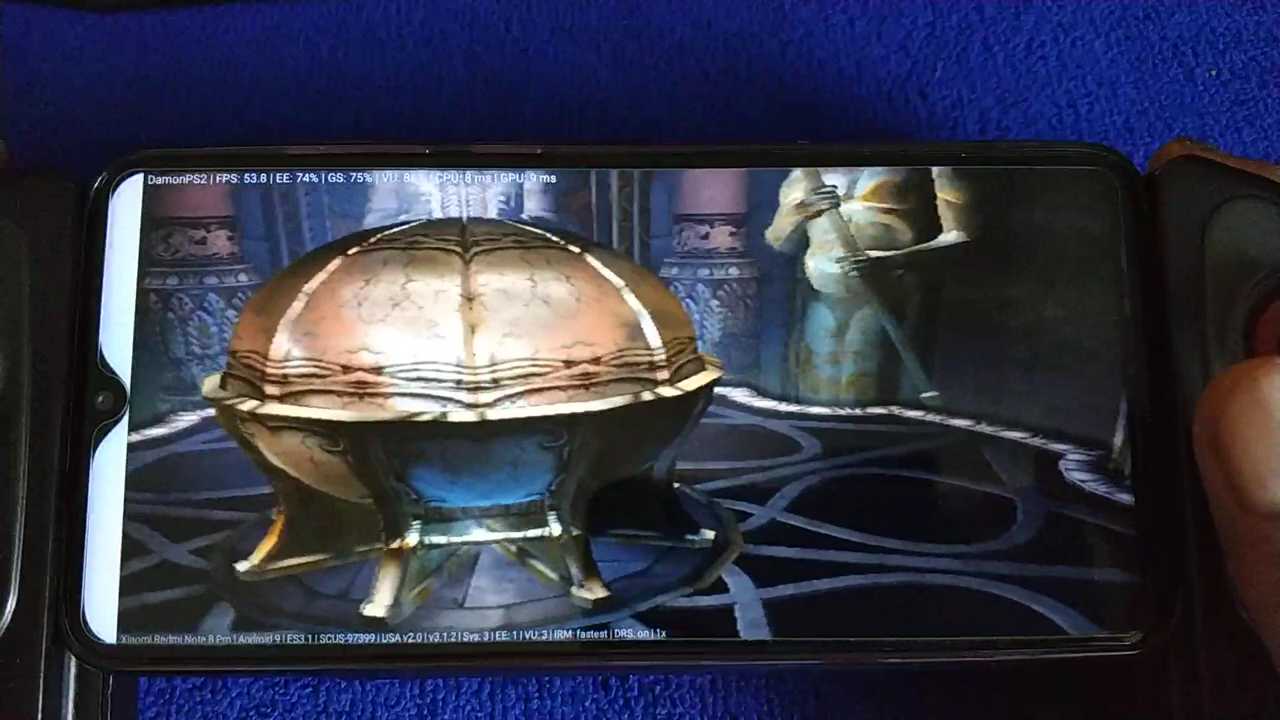 DamonPS2 | FPS: 53.8 | EE: 74% | GS: 75% | VU: CPU: 8 ms | GPU: 9 ms
Xiaomi Redmi Note 8 Pro | Android 9 | ES3.1 | SCUS-97399 | USA v2.0 | v3.1.2 | Sys: 3 | EE: 1 | VU: 3 | IRM: fastest | DRS: on | 1x